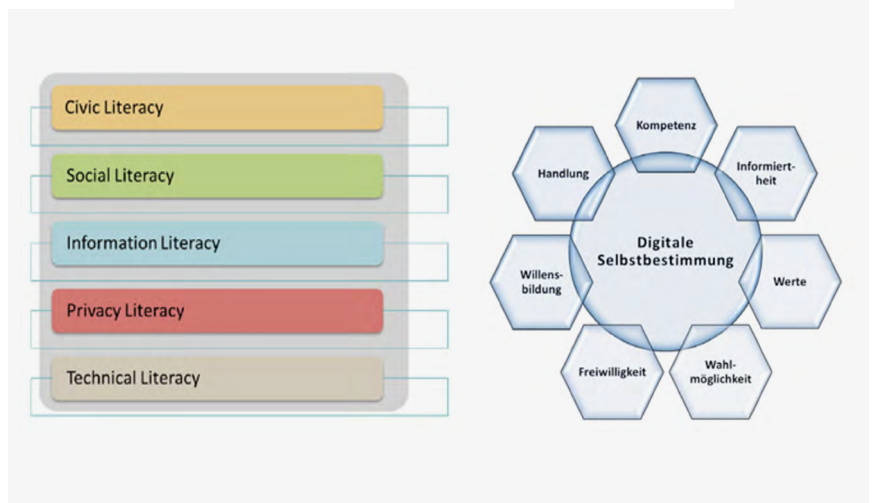 Civic Literacy
Social Literacy
Information Literacy
Privacy Literacy
Technical Literacy
Kompetenz
Handlung
Informiert-
heit
Digitale
Selbstbestimmung
Willens-
bildung
Werte
Freiwilligkeit
Wahl-
möglichkeit